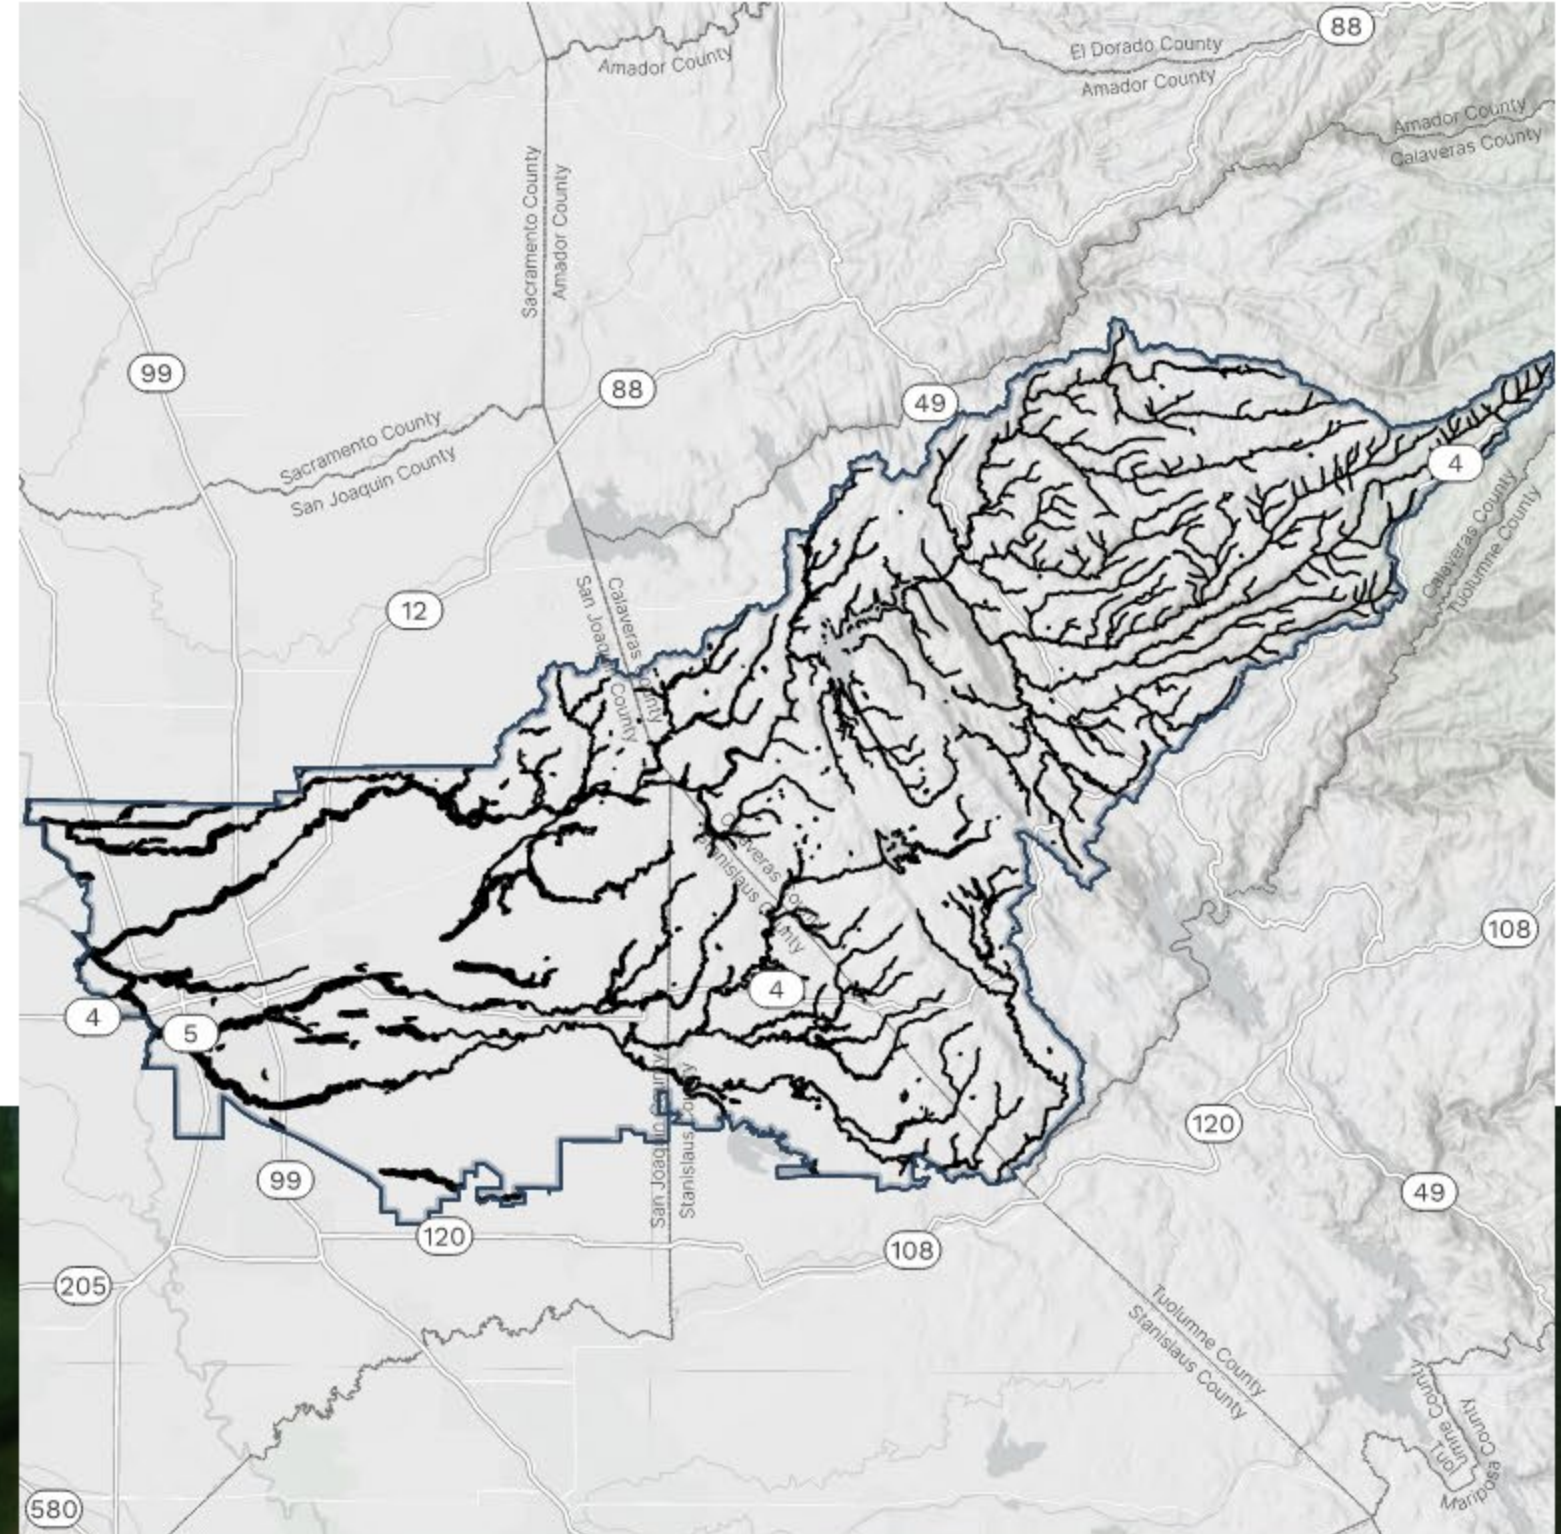 88
El Dorado County
Amador County
Amador County
Amador County
Calaveras County
Sacramento County
Amador County
99
88
49
Sacramento County
San Joaquin County
4
Calaveras County
Tuolumne County
12
Calaveras County
San Joaquin County
Calaveras County
Stanislaus County
108
4
4
5
San Joaquin County
Stanislaus County
120
99
49
120
108
205
Tuolumne County
Stanislaus County
Tuolumne County
Mariposa County
580